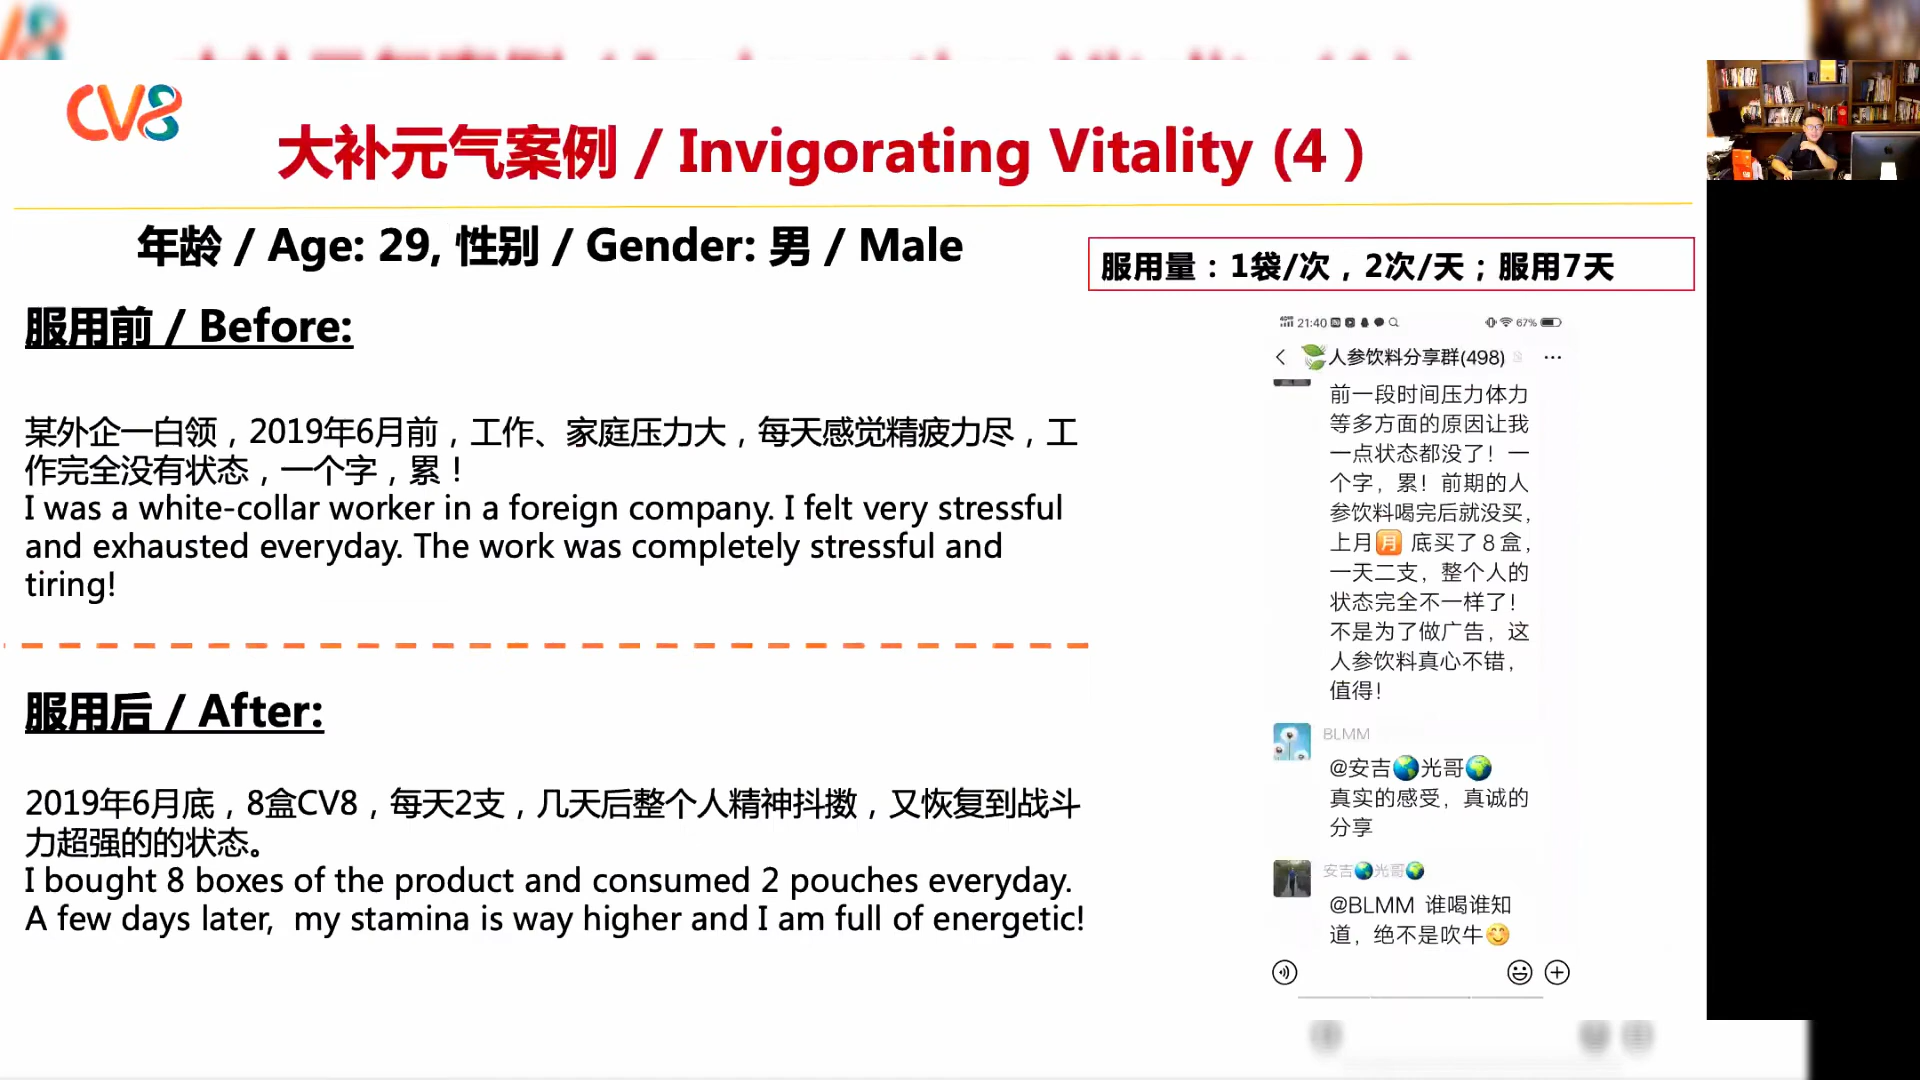 CV8
大补元气案例 / Invigorating Vitality (4 )
年龄 / Age: 29, 性别 / Gender: 男 / Male
服用量：1袋/次，2次/天；服用7天
服用前 / Before:
某外企一白领，2019年6月前，工作、家庭压力大，每天感觉精疲力尽，工
作完全没有状态，一个字，累！
I was a white-collar worker in a foreign company. I felt very stressful
and exhausted everyday. The work was completely stressful and
tiring!
服用后 / After:
2019年6月底，8盒CV8，每天2支，几天后整个人精神抖擞，又恢复到战斗
力超强的的状态。
I bought 8 boxes of the product and consumed 2 pouches everyday.
A few days later,  my stamina is way higher and I am full of energetic!
21:40
67%
人参饮料分享群(498)
前一段时间压力体力
等多方面的原因让我
一点状态都没了！一
个字，累！前期的人
参饮料喝完后就没买，
上月🈷️ 底买了８盒，
一天二支，整个人的
状态完全不一样了！
不是为了做广告，这
人参饮料真心不错，
值得！
BLMM
@安吉🌏光哥🌍
真实的感受，真诚的
分享
安吉🌏光哥🌍
@BLMM 谁喝谁知
道，绝不是吹牛😊